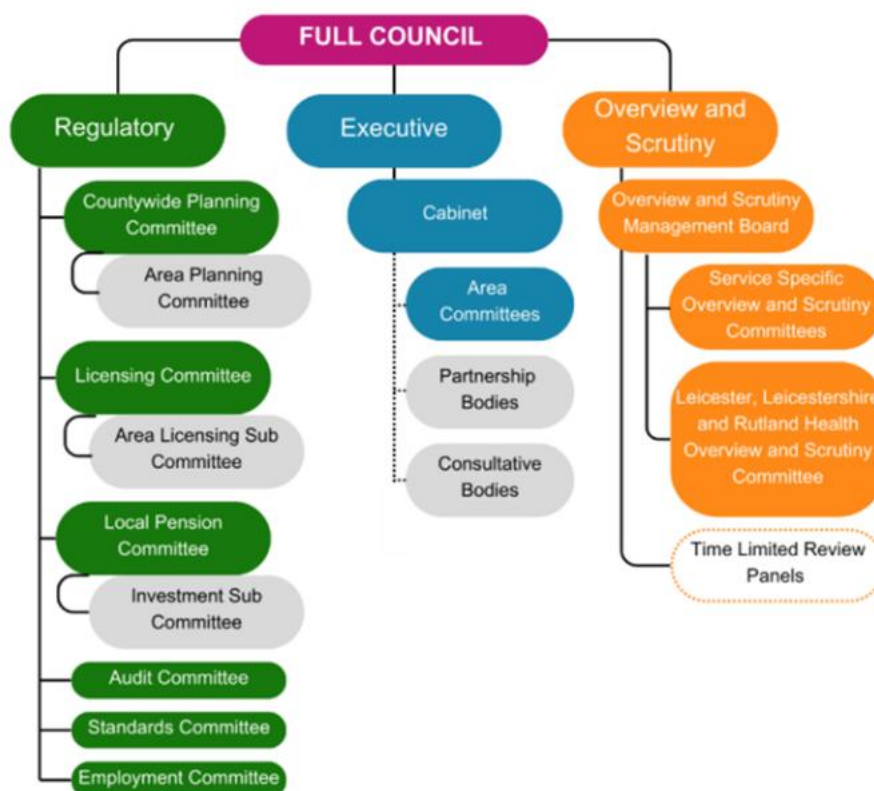 FULL COUNCIL
Regulatory
Countywide Planning
Committee
Area Planning
Committee
Licensing Committee
Area Licensing Sub
Committee
Local Pension
Committee
Investment Sub
Committee
Audit Committee
Standards Committee
Employment Committee
Executive
Cabinet
Area
Committees
Partnership
Bodies
Consultative
Bodies
Overview and
Scrutiny
Overview and Scrutiny
Management Board
Service Specific
Overview and Scrutiny
Committees
Leicester, Leicestershire
and Rutland Health
Overview and Scrutiny
Committee
Time Limited Review
Panels